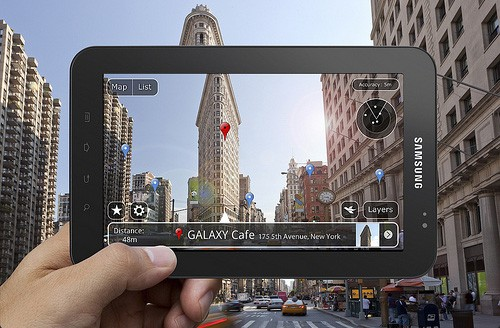 Map List
Accuracy : 5m
SAMSUNG
Layers
Distance:
48m
GALAXY Cafe 175 5th Avenue, New York